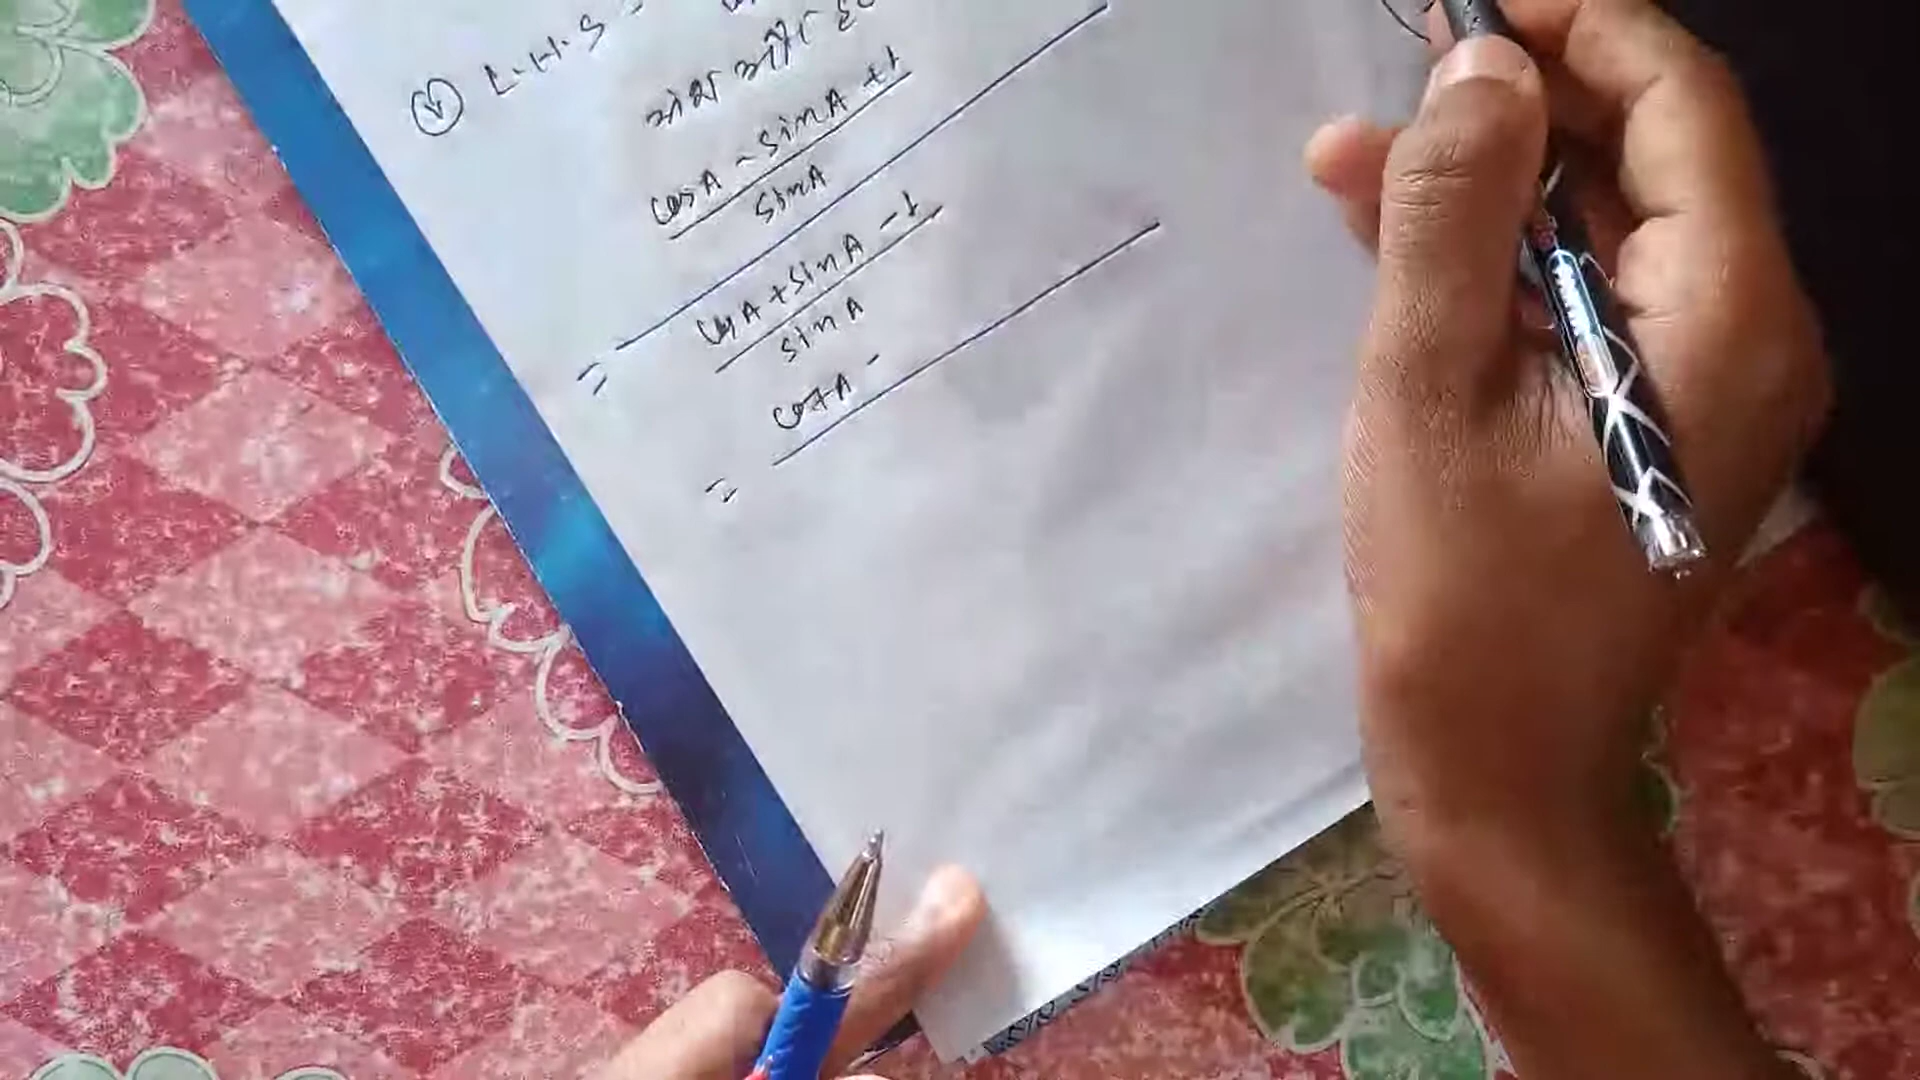 (v) L.H.S =
cosA - sinA + 1
sinA
=
cosA + sinA - 1
sinA
cotA -
=